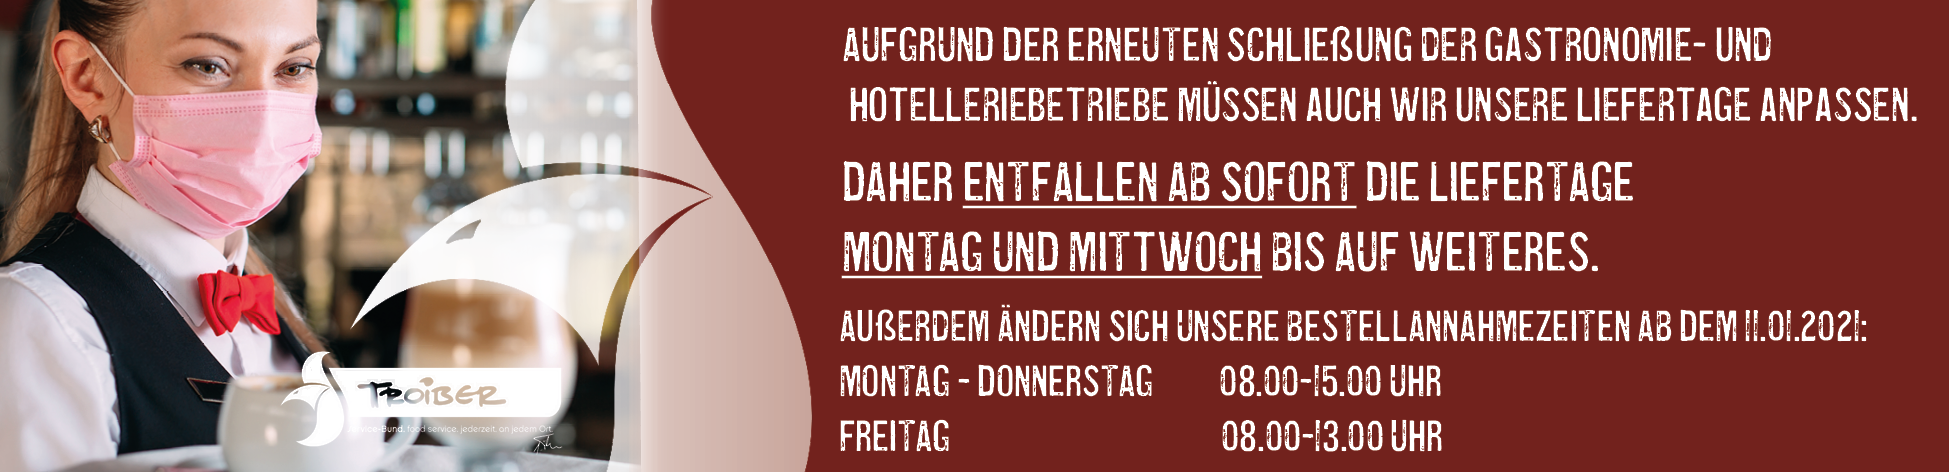 AUFGRUND DER ERNEUTEN SCHLIEßUNG DER GASTRONOMIE- UND
HOTELLERIEBETRIEBE MÜSSEN AUCH WIR UNSERE LIEFERTAGE ANPASSEN.
DAHER ENTFALLEN AB SOFORT DIE LIEFERTAGE
MONTAG UND MITTWOCH BIS AUF WEITERES.
AUßERDEM ÄNDERN SICH UNSERE BESTELLANNAHMEZEITEN AB DEM 11.01.2021:
MONTAG - DONNERSTAG 08.00-15.00 UHR
FREITAG 08.00-13.00 UHR
TROIBER
-Bund. food service. jederzeit. an jedem Ort.